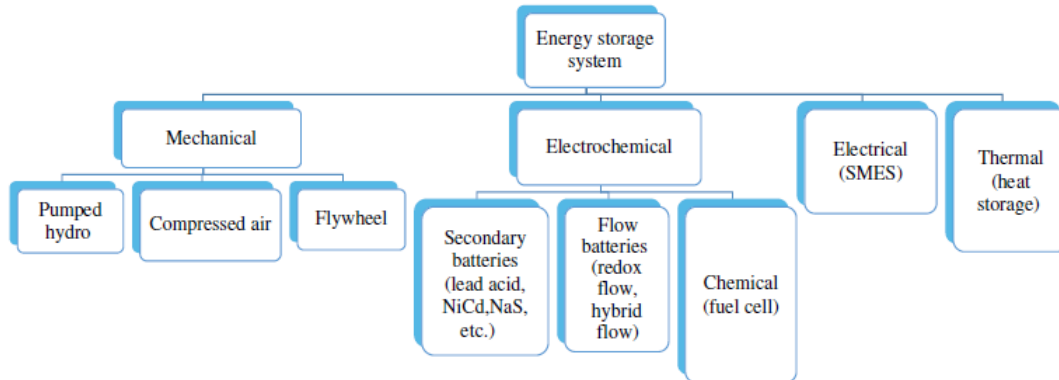 Energy storage
system
Mechanical
Electrochemical
Electrical
(SMES)
Thermal
(heat
storage)
Pumped
hydro
Compressed air
Flywheel
Secondary
batteries
(lead acid,
NiCd,NaS,
etc.)
Flow
batteries
(redox
flow,
hybrid
flow)
Chemical
(fuel cell)